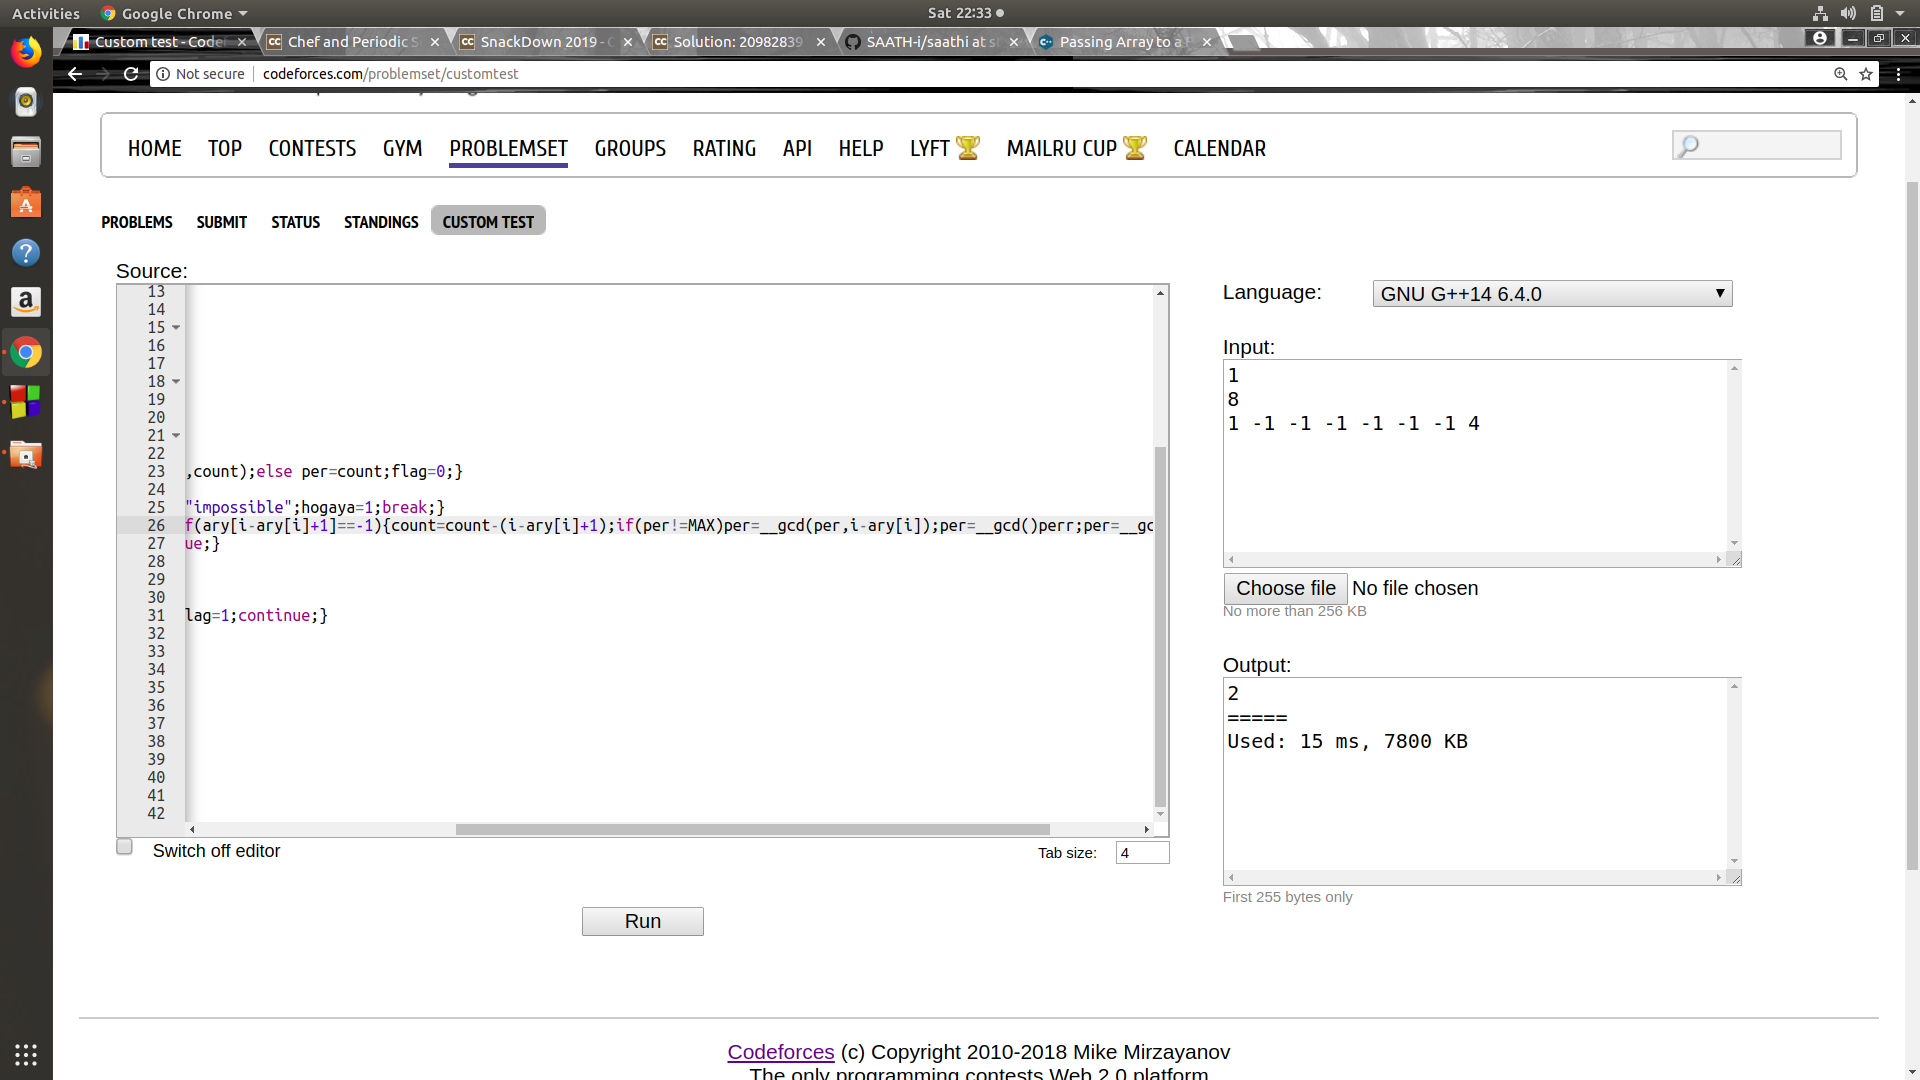 Activities Google Chrome Sat 22:33
Custom test - Code Chef and Periodic S SnackDown 2019 - Solution: 20982839 SAATH-i/saathi at s Passing Array to a
Not secure codeforces.com/problemset/customtest
HOME TOP CONTESTS GYM PROBLEMSET GROUPS RATING API HELP LYFT MAILRU CUP CALENDAR
PROBLEMS SUBMIT STATUS STANDINGS CUSTOM TEST
Source:
13
14
15
16
17
18
19
20
21
22
23 ,count);else per=count;flag=0;}
24
25 "impossible";hogaya=1;break;}
26 f(ary[i-ary[i]+1]==-1){count=count-(i-ary[i]+1);if(per!=MAX)per=__gcd(per,i-ary[i]);per=__gcd()perr;per=__gc
27 ue;}
28
29
30
31 lag=1;continue;}
32
33
34
35
36
37
38
39
40
41
42
Switch off editor
Tab size: 4
Run
Language: GNU G++14 6.4.0
Input:
1
8
1 -1 -1 -1 -1 -1 -1 4
Choose file No file chosen
No more than 256 KB
Output:
2
=====
Used: 15 ms, 7800 KB
First 255 bytes only
Codeforces (c) Copyright 2010-2018 Mike Mirzayanov
The only programming contests Web 2.0 platform